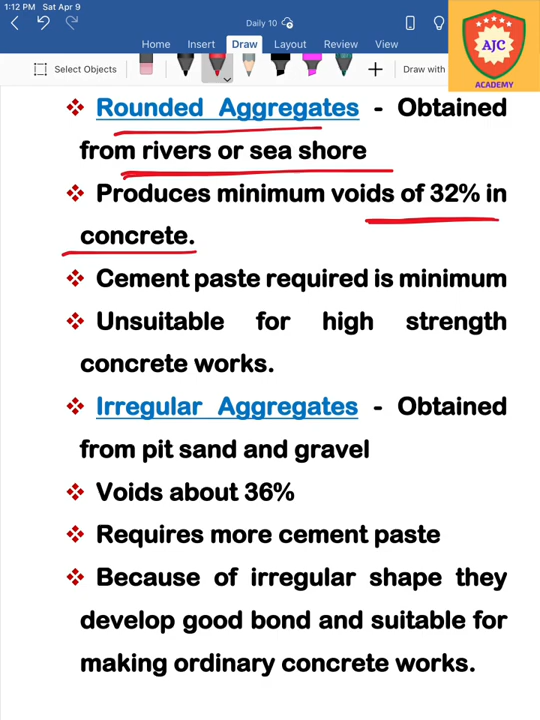 1:12 PM Sat Apr 9
Daily 10
Home Insert Draw Layout Review View
Select Objects
Draw with
AJC
ACADEMY
Rounded Aggregates - Obtained
from rivers or sea shore
Produces minimum voids of 32% in
concrete.
Cement paste required is minimum
Unsuitable for high strength
concrete works.
Irregular Aggregates - Obtained
from pit sand and gravel
Voids about 36%
Requires more cement paste
Because of irregular shape they
develop good bond and suitable for
making ordinary concrete works.